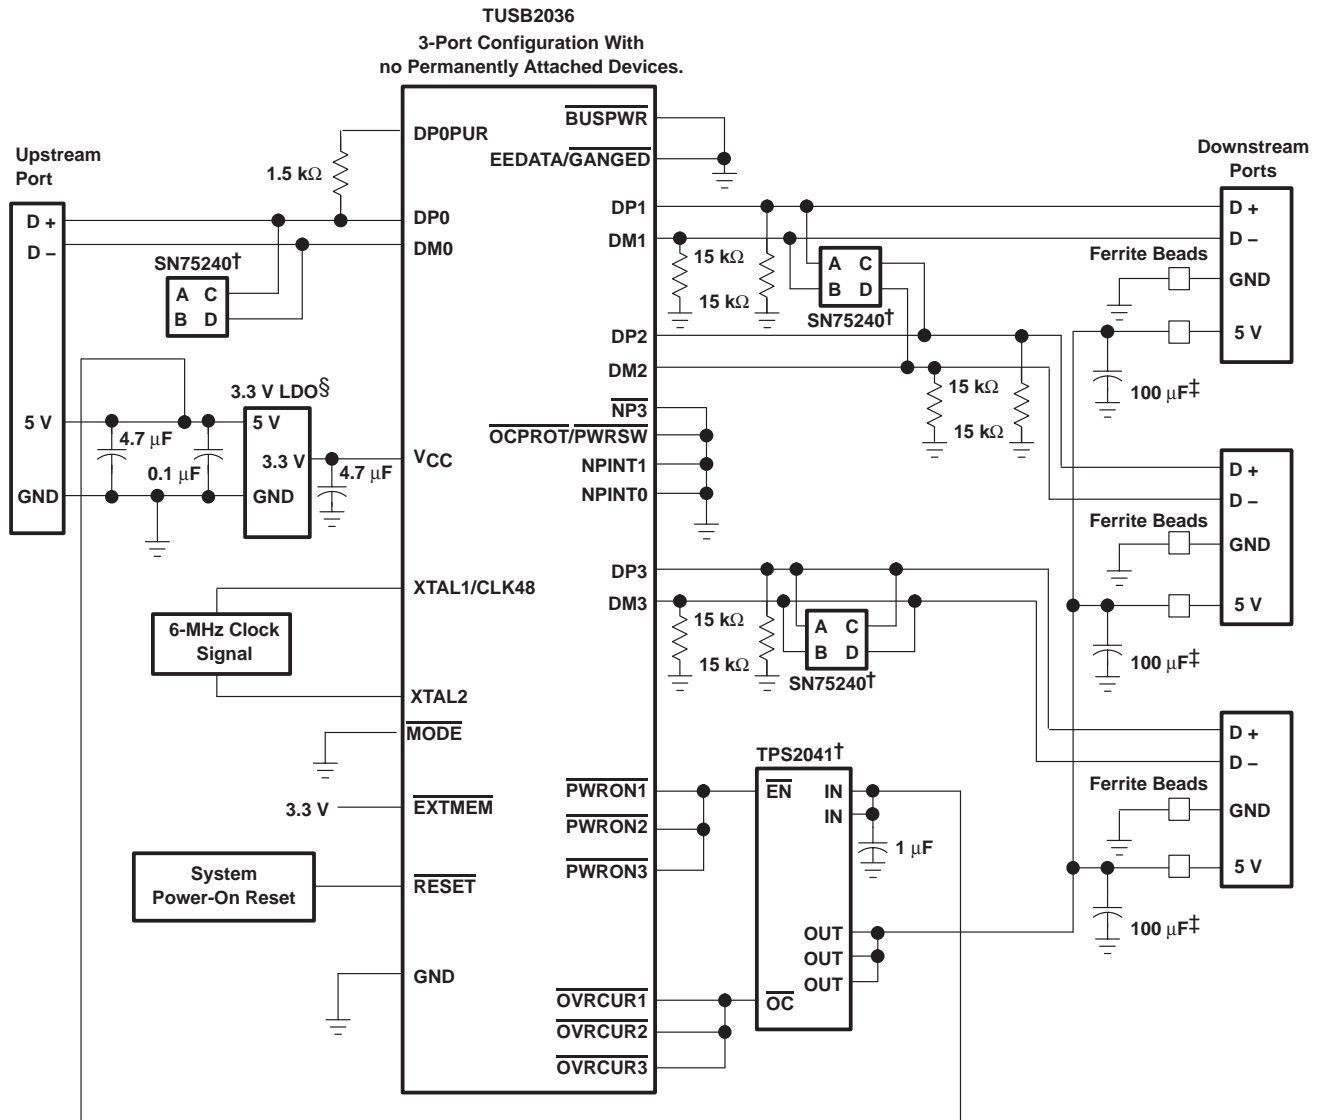 TUSB2036
3-Port Configuration With
no Permanently Attached Devices.
Upstream
Port
D +
D –
5 V
GND
1.5 kΩ
SN75240†
A C
B D
3.3 V LDO§
5 V
3.3 V
GND
4.7 μF
0.1 μF
4.7 μF
6-MHz Clock
Signal
3.3 V
System
Power-On Reset
DP0PUR
DP0
DM0
VCC
XTAL1/CLK48
XTAL2
MODE
EXTMEM
RESET
GND
BUSPWR
EEDATA/GANGED
DP1
DM1
DP2
DM2
NP3
OCPROT/PWRSW
NPINT1
NPINT0
DP3
DM3
PWRON1
PWRON2
PWRON3
OVRCUR1
OVRCUR2
OVRCUR3
15 kΩ
15 kΩ
A C
B D
SN75240†
15 kΩ
15 kΩ
15 kΩ
15 kΩ
A C
B D
SN75240†
TPS2041†
EN
IN
IN
OUT
OUT
OUT
OC
1 μF
Downstream
Ports
D +
D –
Ferrite Beads
GND
5 V
100 μF‡
D +
D –
Ferrite Beads
GND
5 V
100 μF‡
D +
D –
Ferrite Beads
GND
5 V
100 μF‡